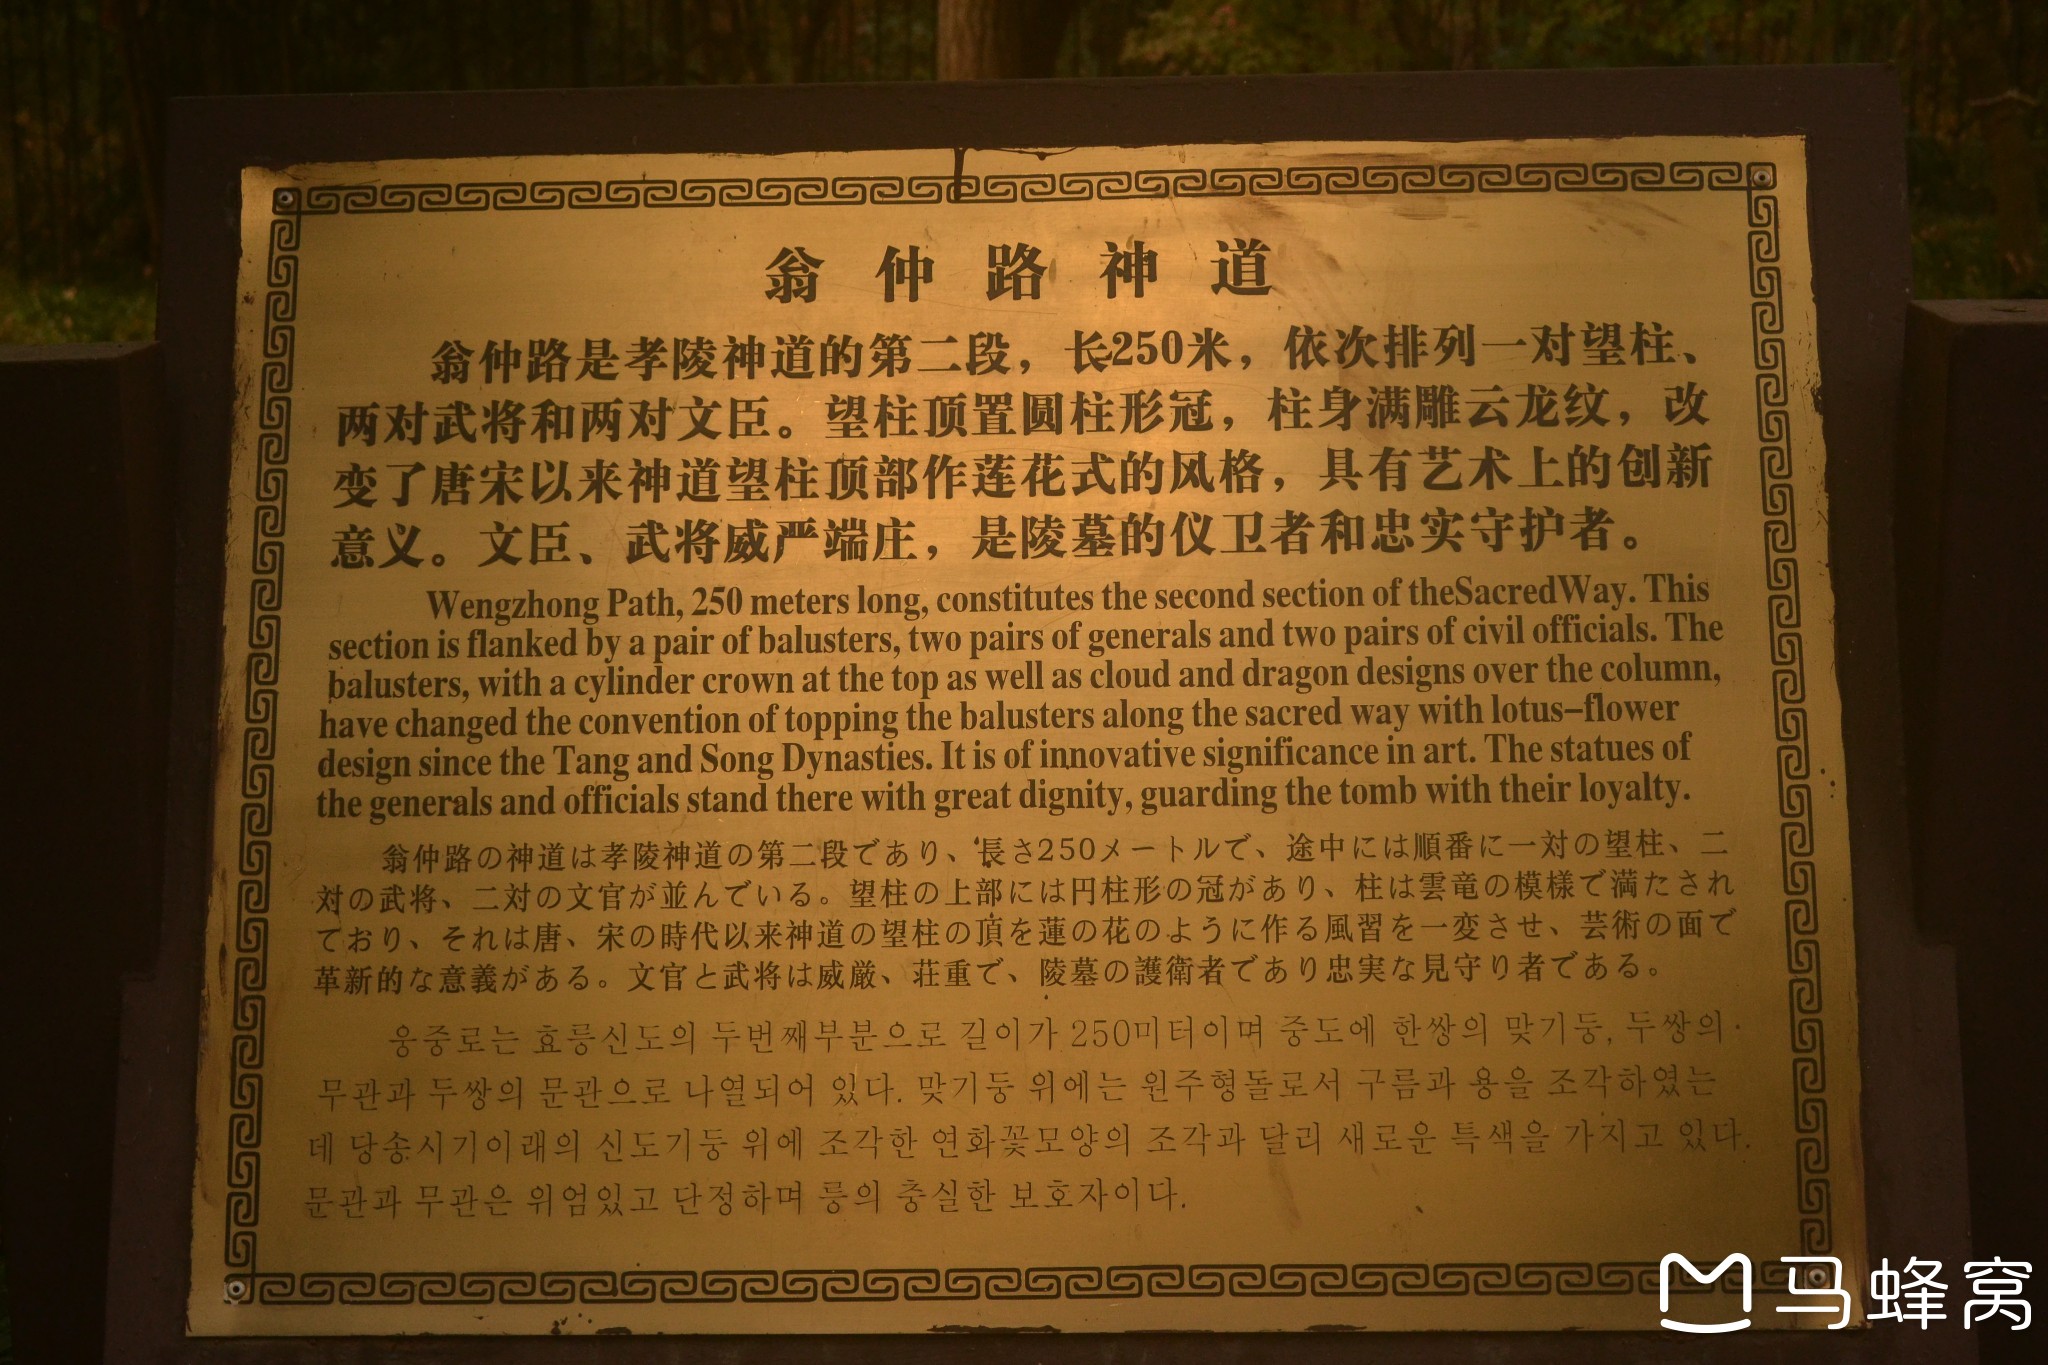 翁仲路神道
翁仲路是孝陵神道的第二段，长250米，依次排列一对望柱、
两对武将和两对文臣。望柱顶置圆柱形冠，柱身满雕云龙纹，改
变了唐宋以来神道望柱顶部作莲花式的风格，具有艺术上的创新
意义。文臣、武将威严端庄，是陵墓的仪卫者和忠实守护者。
Wengzhong Path, 250 meters long, constitutes the second section of theSacredWay. This
section is flanked by a pair of balusters, two pairs of generals and two pairs of civil officials. The
balusters, with a cylinder crown at the top as well as cloud and dragon designs over the column,
have changed the convention of topping the balusters along the sacred way with lotus-flower
design since the Tang and Song Dynasties. It is of innovative significance in art. The statues of
the generals and officials stand there with great dignity, guarding the tomb with their loyalty.
翁仲路の神道は孝陵神道の第二段であり、長さ250メートルで、途中には順番に一対の望柱、二
対の武将、二対の文官が並んでいる。望柱の上部には円柱形の冠があり、柱は雲竜の模様で満たされ
ており、それは唐、宋の時代以来神道の望柱の頂を蓮の花のように作る風習を一変させ、芸術の面で
革新的な意義がある。文官と武将は威厳、荘重で、陵墓の護衛者であり忠実な見守り者である。
웅중로는 효릉신도의 두번째부분으로 길이가 250미터이며 중도에 한쌍의 맞기둥, 두쌍의
무관과 두쌍의 문관으로 나열되어 있다. 맞기둥 위에는 원주형돌로서 구름과 용을 조각하였는
데 당송시기이래의 신도기둥 위에 조각한 연화꽃모양의 조각과 달리 새로운 특색을 가지고 있다.
문관과 무관은 위엄있고 단정하며 릉의 충실한 보호자이다.
马蜂窝